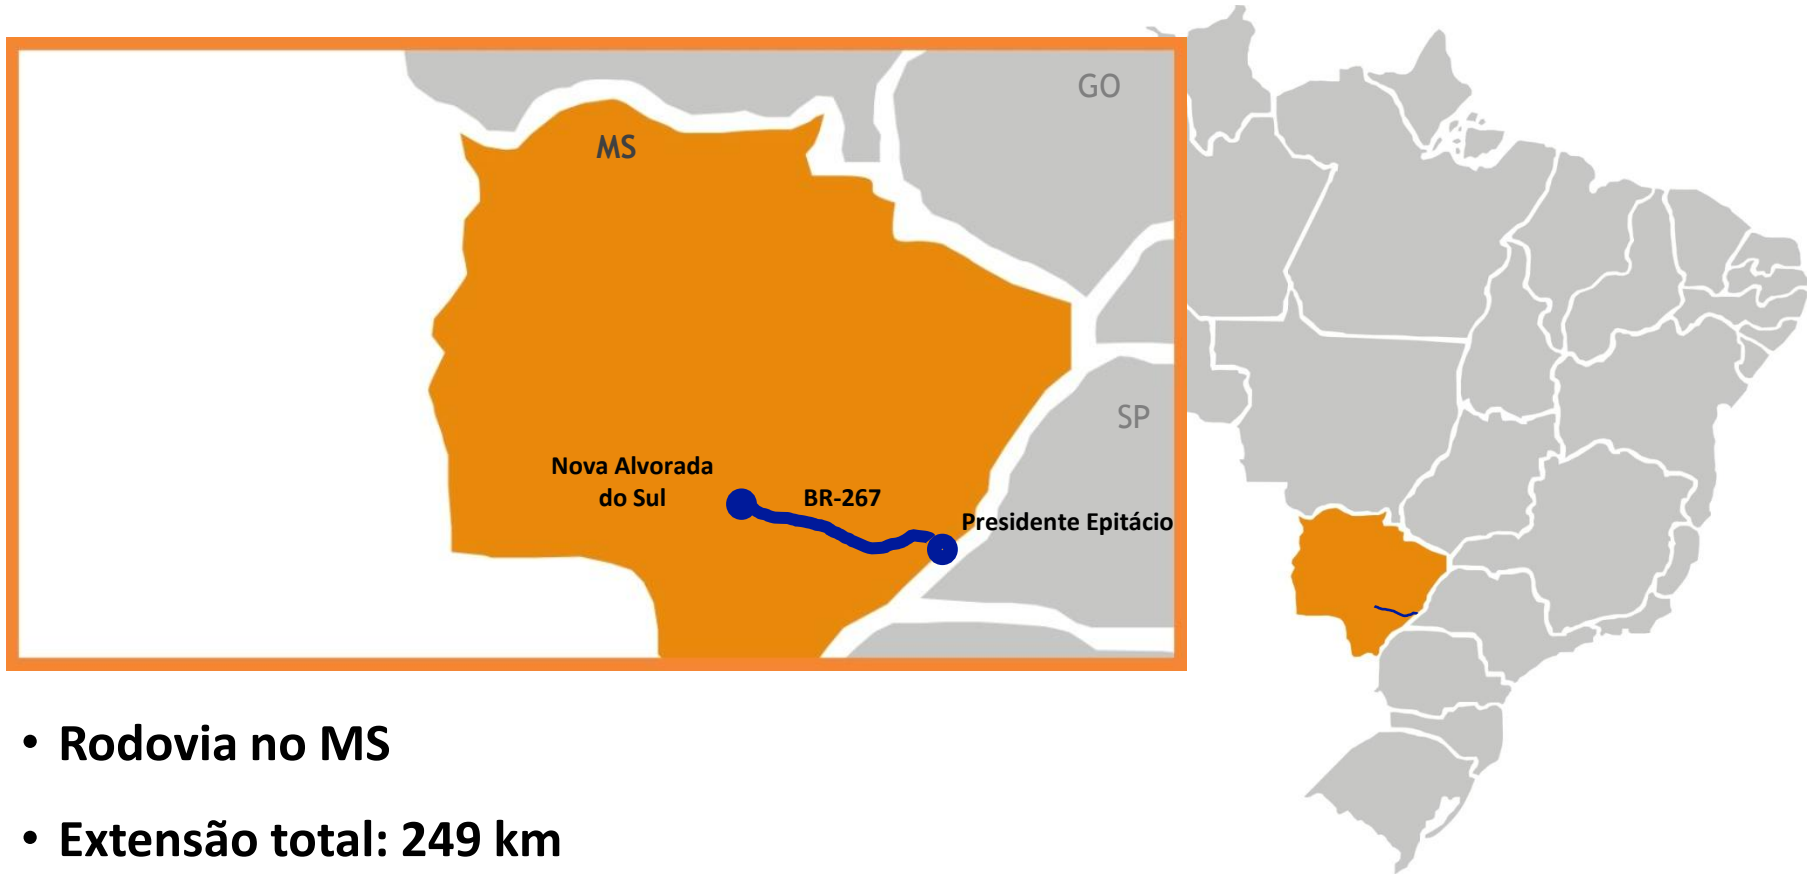 GO
MS
SP
Nova Alvorada
do Sul
BR-267
Presidente Epitácio
• Rodovia no MS
• Extensão total: 249 km